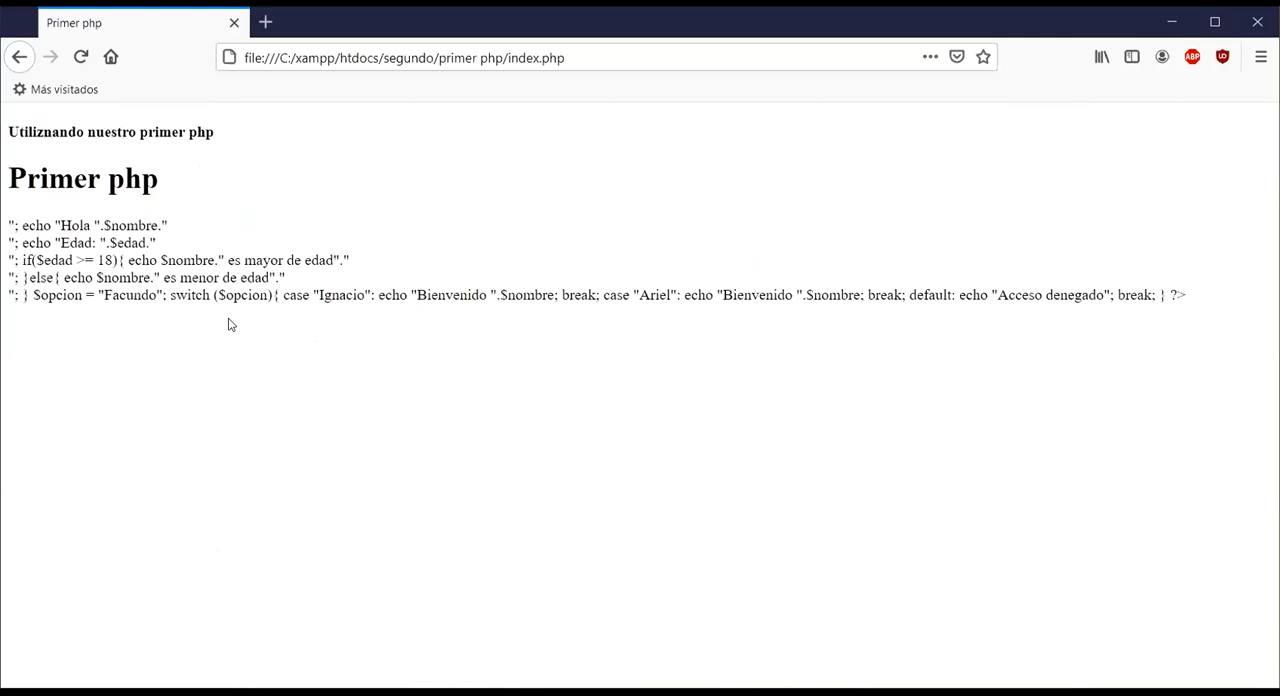 Primer php
file:///C:/xampp/htdocs/segundo/primer php/index.php
ABP
Más visitados
Utiliznando nuestro primer php
Primer php
"; echo "Hola ".$nombre."
"; echo "Edad: ".$edad."
"; if($edad >= 18){ echo $nombre." es mayor de edad"."
"; }else{ echo $nombre." es menor de edad"."
"; } $opcion = "Facundo"; switch ($opcion){ case "Ignacio": echo "Bienvenido ".$nombre; break; case "Ariel": echo "Bienvenido ".$nombre; break; default: echo "Acceso denegado"; break; } ?>